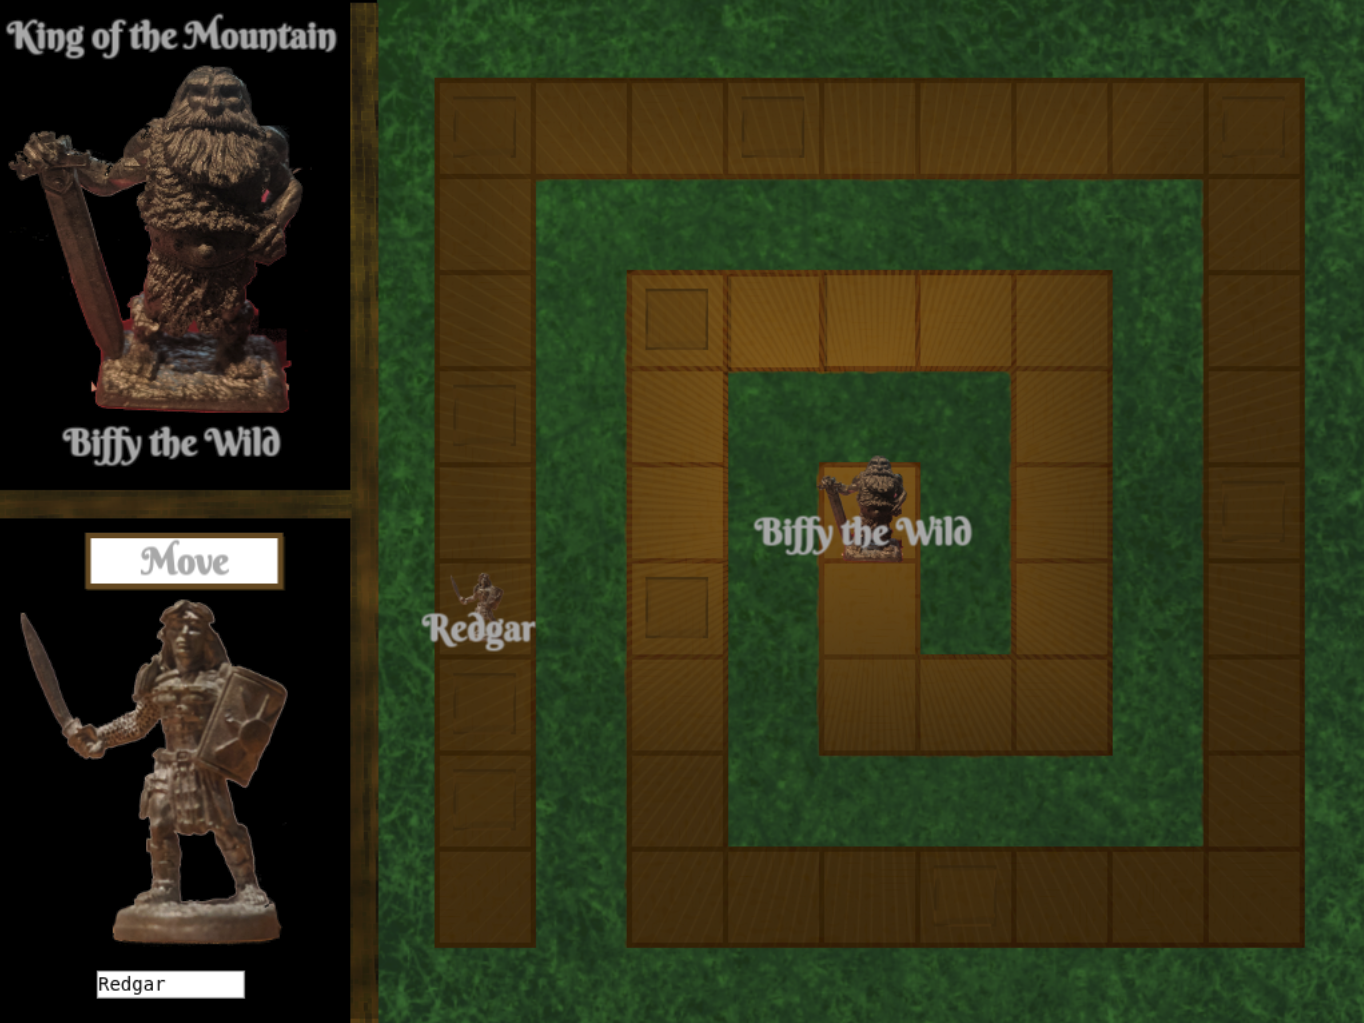 King of the Mountain
Biffy the Wild
Move
Redgar
Biffy the Wild
Redgar